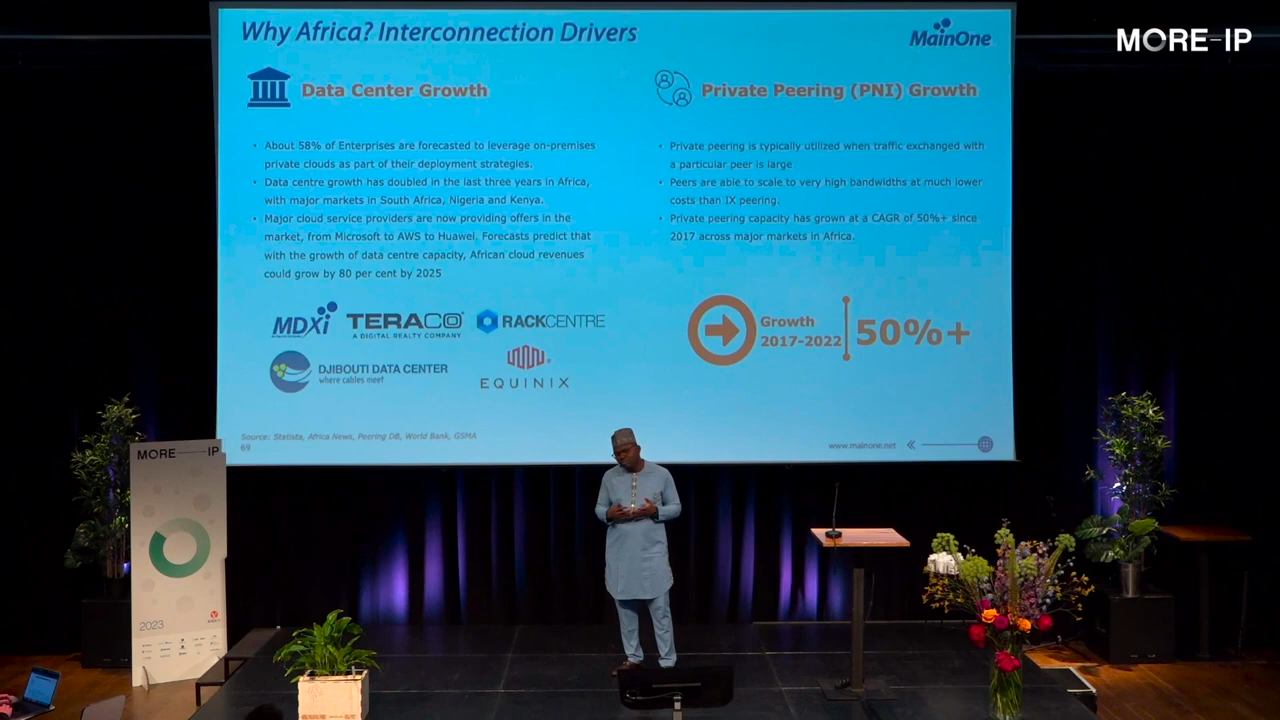 Why Africa? Interconnection Drivers
MainOne
MORE-IP
Data Center Growth
Private Peering (PNI) Growth
• About 58% of Enterprises are forecasted to leverage on-premises
private clouds as part of their deployment strategies.
• Data centre growth has doubled in the last three years in Africa,
with major markets in South Africa, Nigeria and Kenya.
• Major cloud service providers are now providing offers in the
market, from Microsoft to AWS to Huawei. Forecasts predict that
with the growth of data centre capacity, African cloud revenues
could grow by 80 per cent by 2025
• Private peering is typically utilized when traffic exchanged with
a particular peer is large
• Peers are able to scale to very high bandwidths at much lower
costs than IX peering.
• Private peering capacity has grown at a CAGR of 50%+ since
2017 across major markets in Africa.
MDXi
TERACO
A DIGITAL REALTY COMPANY
RACKCENTRE
DJIBOUTI DATA CENTER
where cables meet
EQUINIX
Growth
2017-2022
50%+
Source: Statista, Africa News, Peering DB, World Bank, GSMA
69
www.mainone.net
MORE IP
2023